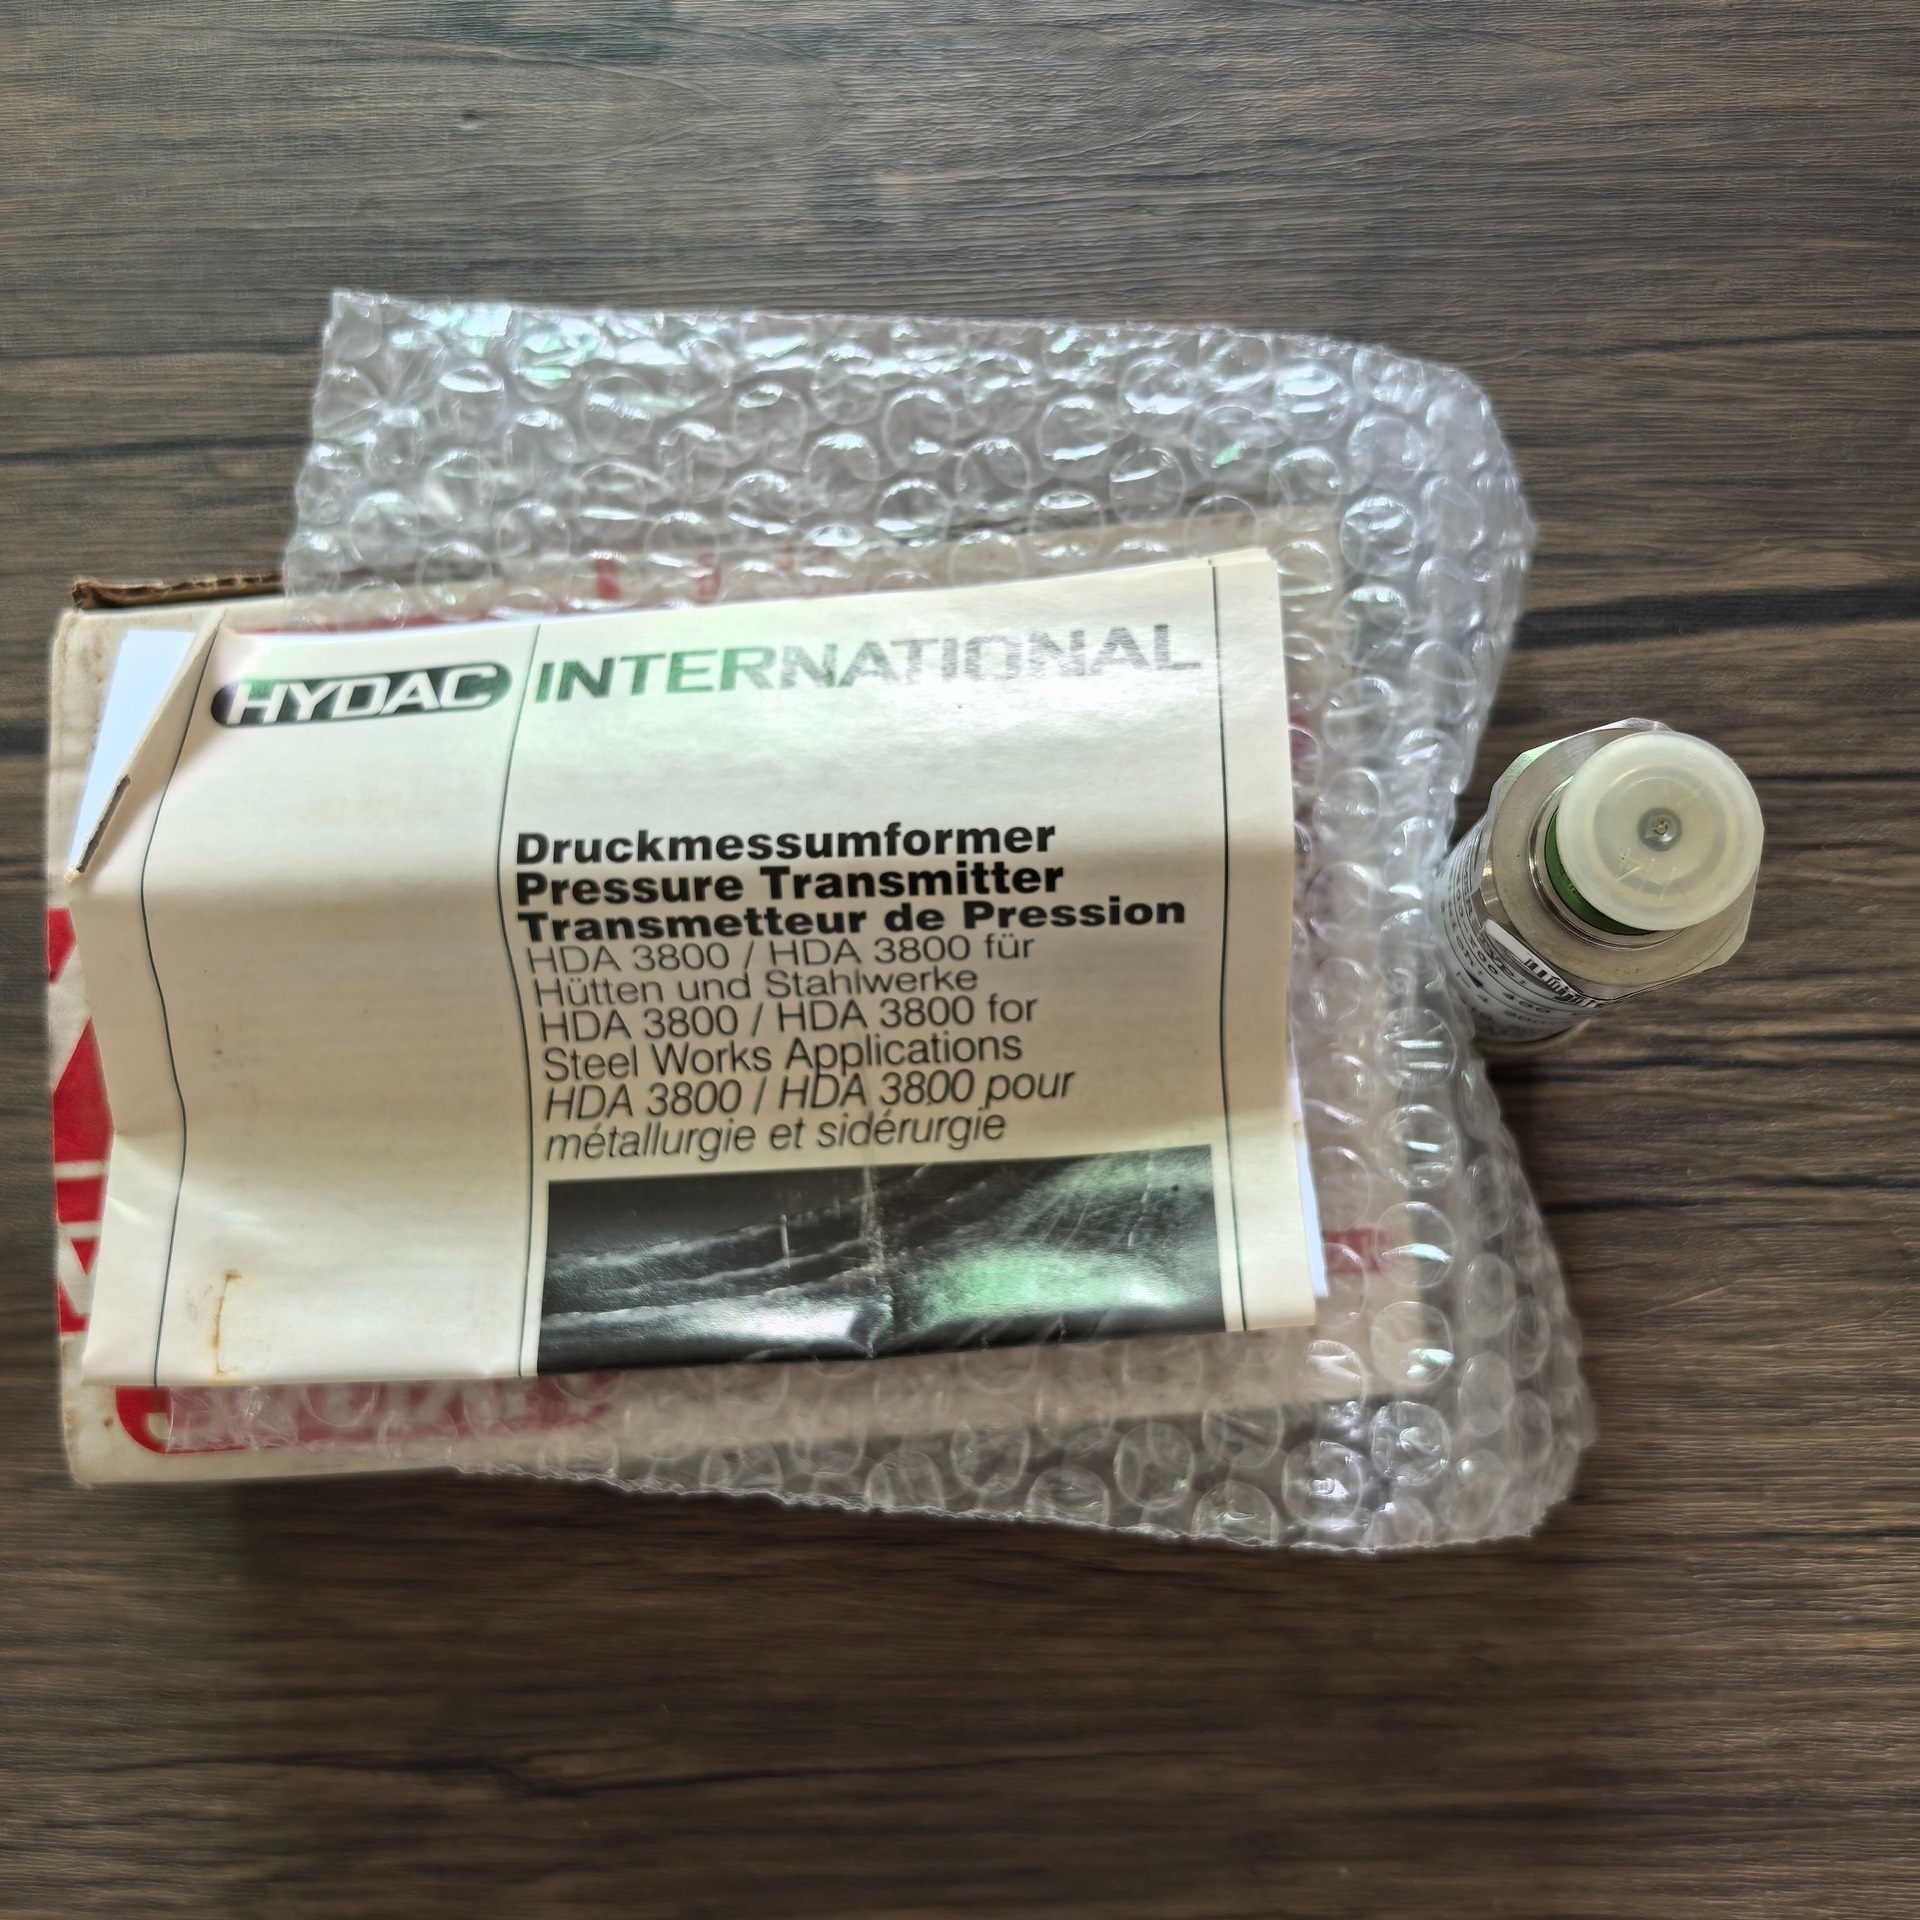 HYDAC INTERNATIONAL
Druckmessumformer
Pressure Transmitter
Transmetteur de Pression
HDA 3800 / HDA 3800 für
Hütten und Stahlwerke
HDA 3800 / HDA 3800 for
Steel Works Applications
HDA 3800 / HDA 3800 pour
métallurgie et sidérurgie